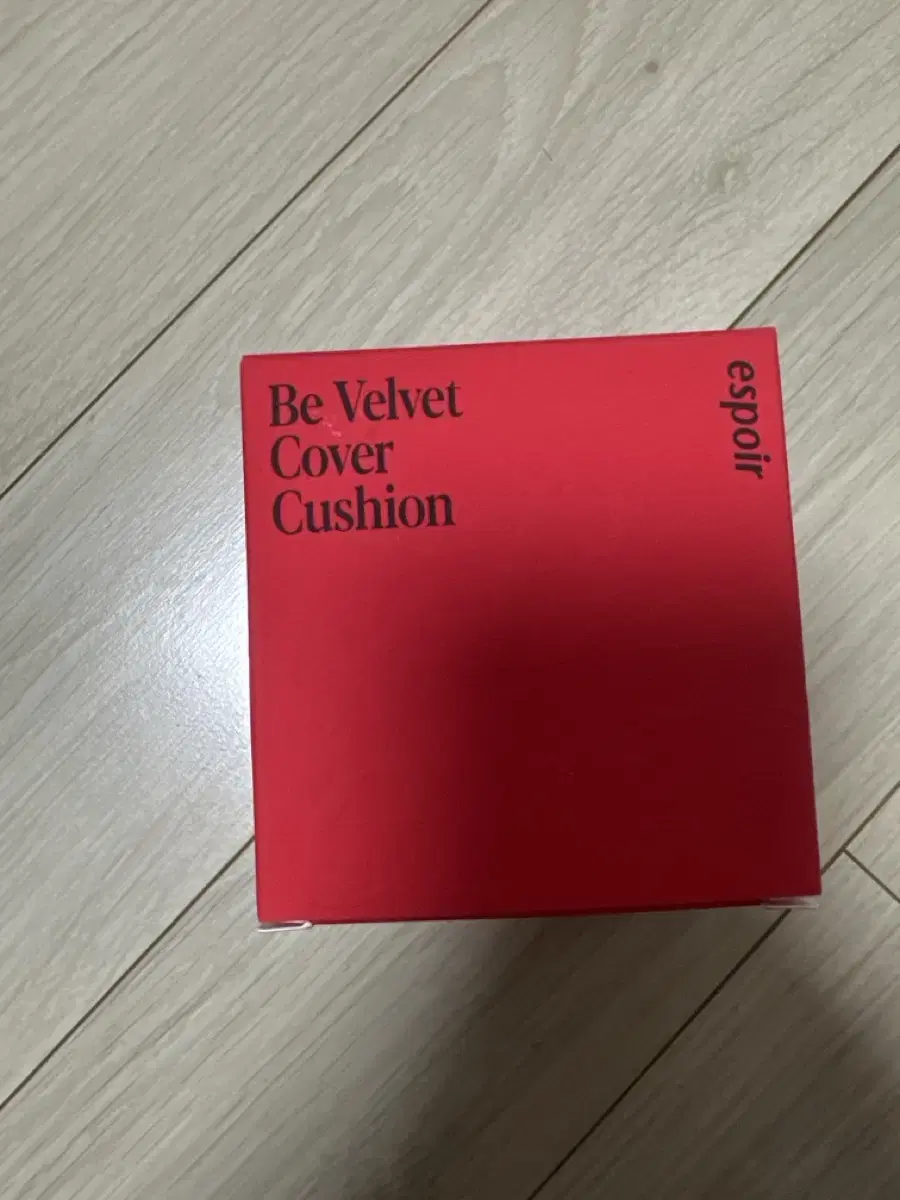 Be Velvet
Cover
Cushion
espoir